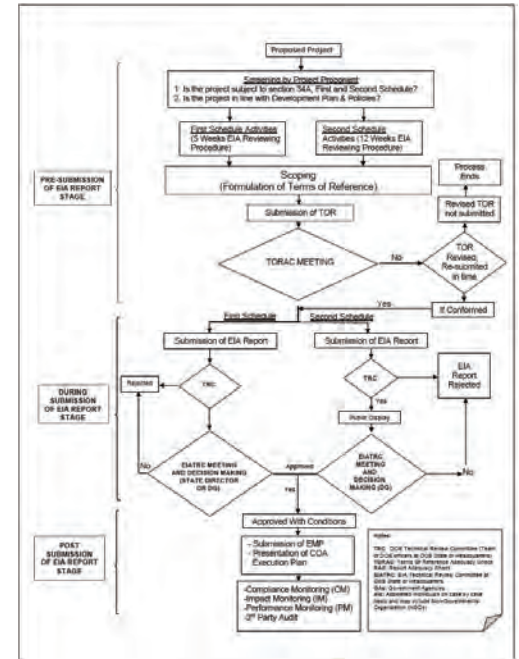 Proposed Project
Screening by Project Proponent
1. Is the project subject to section 34A, First and Second Schedule?
2. Is the project in line with Development Plan & Policies?
First Schedule Activities
(5 Weeks EIA Reviewing
Procedure)
Second Schedule
Activities (12 Weeks EIA
Reviewing Procedure)
PRE-SUBMISSION
OF EIA REPORT
STAGE
Scoping
(Formulation of Terms of Reference)
Process
Ends
Submission of TOR
Revised TOR
not submitted
TORAC MEETING
No
TOR
Revised,
Re-submitted
in time
Yes
If Conformed
First Schedule
Second Schedule
Submission of EIA Report
Submission of EIA Report
DURING
SUBMISSION
OF EIA REPORT
STAGE
Rejected
TRC
TRC
EIA
Report
Rejected
Yes
Public Display
No
EIATRC MEETING
AND DECISION MAKING
(STATE DIRECTOR
OR DG)
Approved
EIATRC
MEETING
AND
DECISION
MAKING (DG)
No
Yes
Approved With Conditions
POST
SUBMISSION
OF EIA REPORT
STAGE
- Submission of EMP
- Presentation of COA
Execution Plan
-Compliance Monitoring (CM)
-Impact Monitoring (IM)
-Performance Monitoring (PM)
-3rd Party Audit
Notes